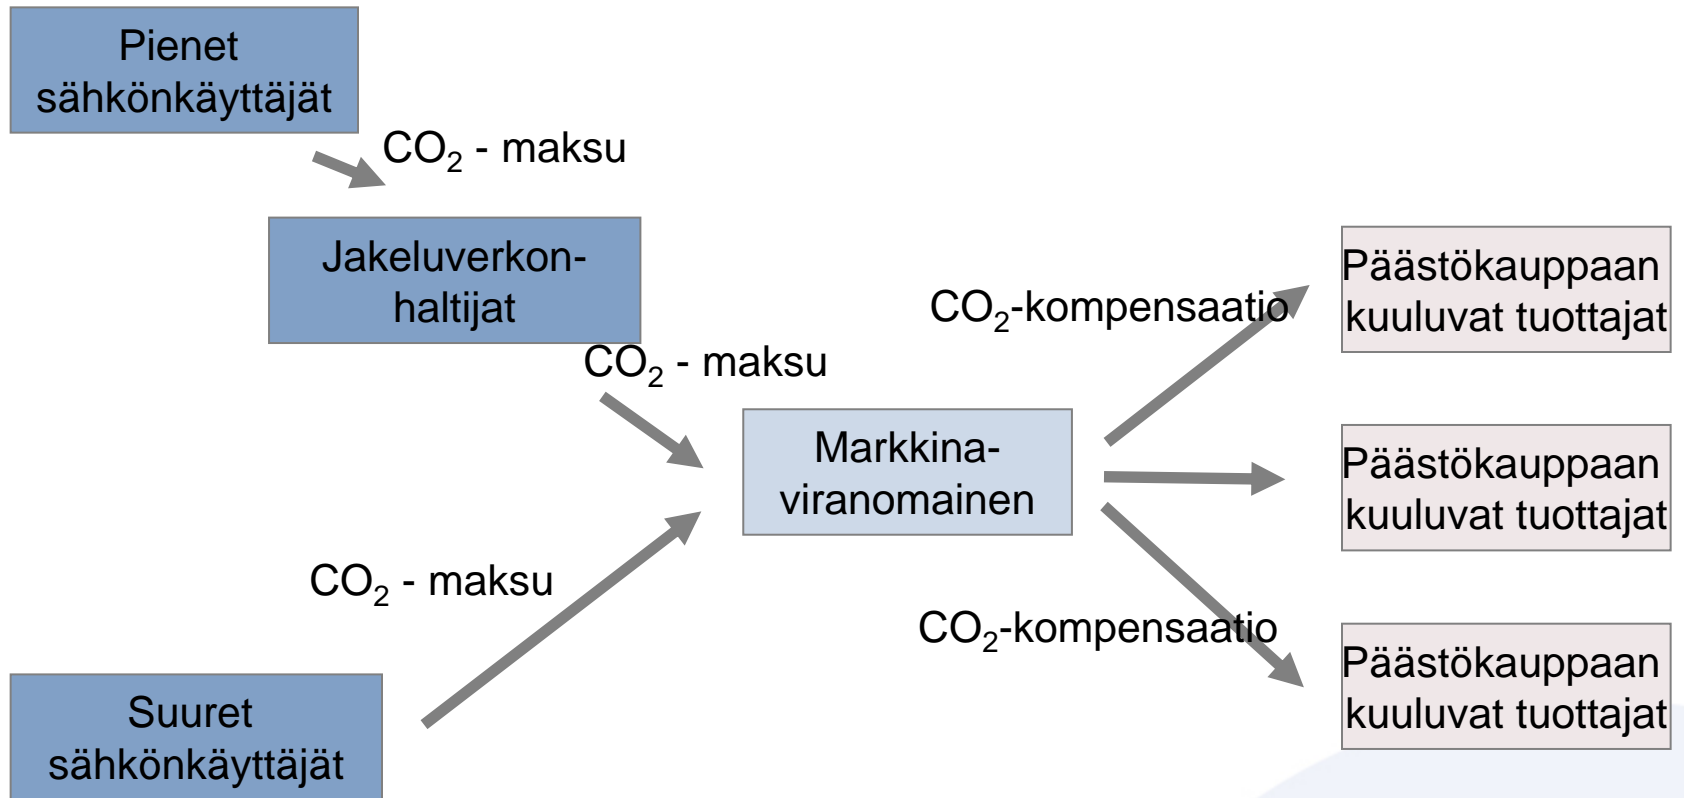 Pienet
sähkönkäyttäjät
CO₂ - maksu
Jakeluverkon-
haltijat
CO₂ - maksu
Markkina-
viranomainen
CO₂ - maksu
Suuret
sähkönkäyttäjät
CO₂-kompensaatio
Päästökauppaan
kuuluvat tuottajat
Päästökauppaan
kuuluvat tuottajat
CO₂-kompensaatio
Päästökauppaan
kuuluvat tuottajat